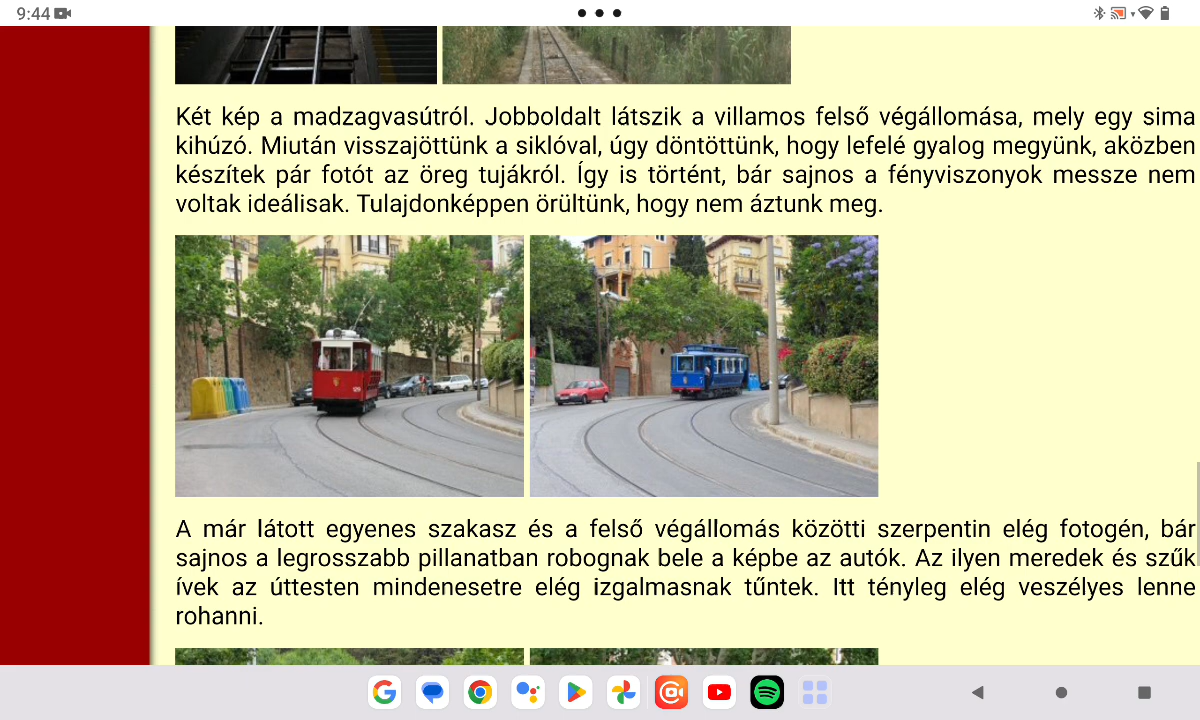 9:44
Két kép a madzagvasútról. Jobboldalt látszik a villamos felső végállomása, mely egy sima
kihúzó. Miután visszajöttünk a siklóval, úgy döntöttünk, hogy lefelé gyalog megyünk, aközben
készítek pár fotót az öreg tujákról. Így is történt, bár sajnos a fényviszonyok messze nem
voltak ideálisak. Tulajdonképpen örültünk, hogy nem áztunk meg.
A már látott egyenes szakasz és a felső végállomás közötti szerpentin elég fotogén, bár
sajnos a legrosszabb pillanatban robognak bele a képbe az autók. Az ilyen meredek és szűk
ívek az úttesten mindenesetre elég izgalmasnak tűntek. Itt tényleg elég veszélyes lenne
rohanni.